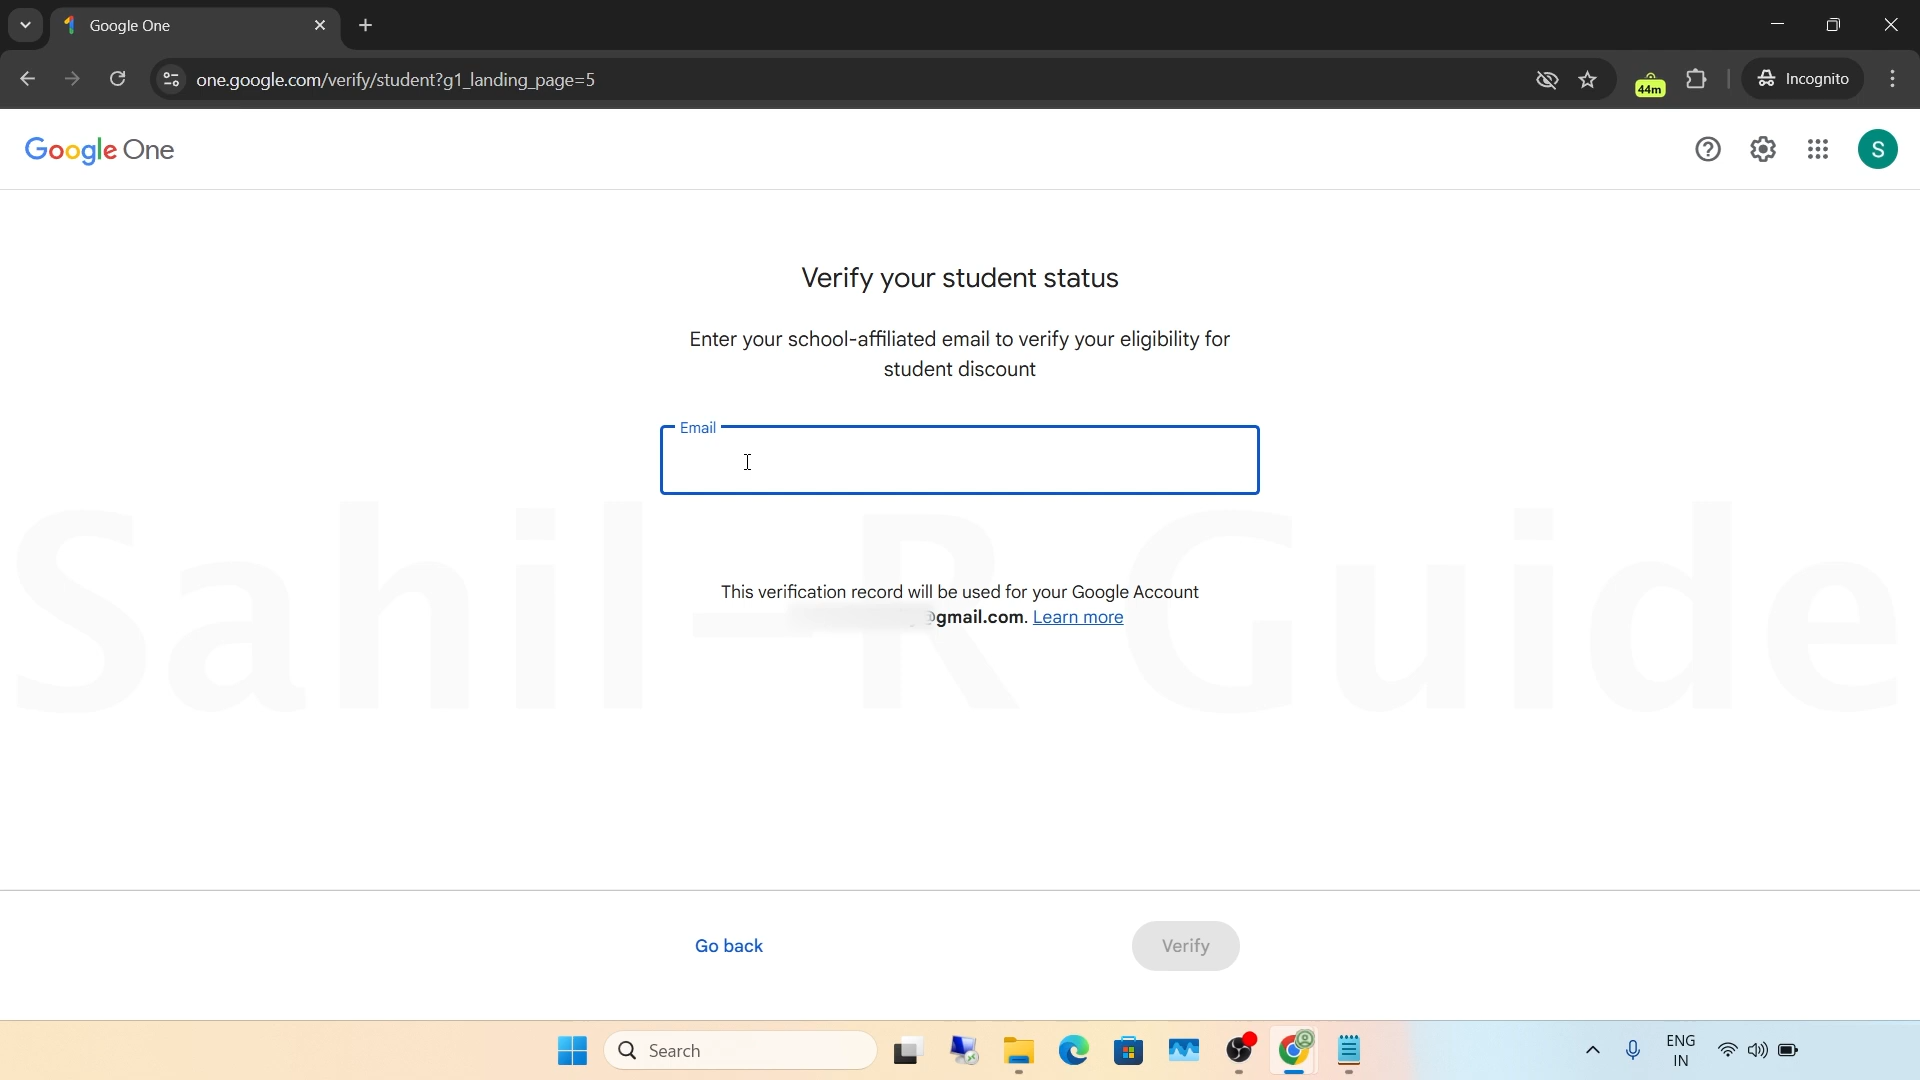 Google One
one.google.com/verify/student?g1_landing_page=5
44m
Incognito
Google One
S
Verify your student status
Enter your school-affiliated email to verify your eligibility for
student discount
Email
Sahil-R Guide
This verification record will be used for your Google Account
@gmail.com. Learn more
Go back
Verify
Search
ENG
IN